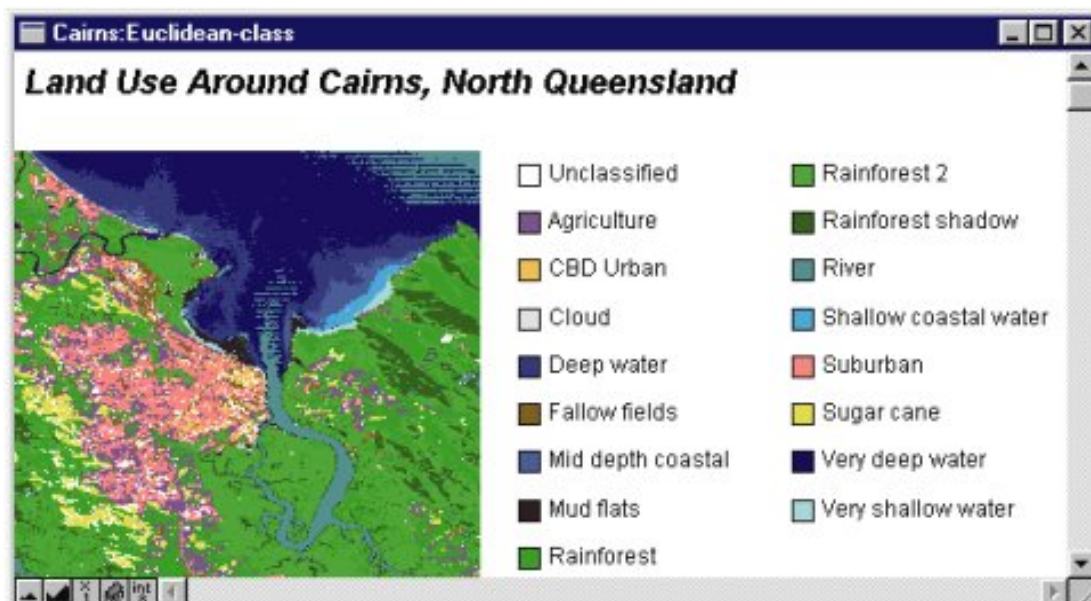 Cairns:Euclidean-class
Land Use Around Cairns, North Queensland
Unclassified
Agriculture
CBD Urban
Cloud
Deep water
Fallow fields
Mid depth coastal
Mud flats
Rainforest
Rainforest 2
Rainforest shadow
River
Shallow coastal water
Suburban
Sugar cane
Very deep water
Very shallow water
int